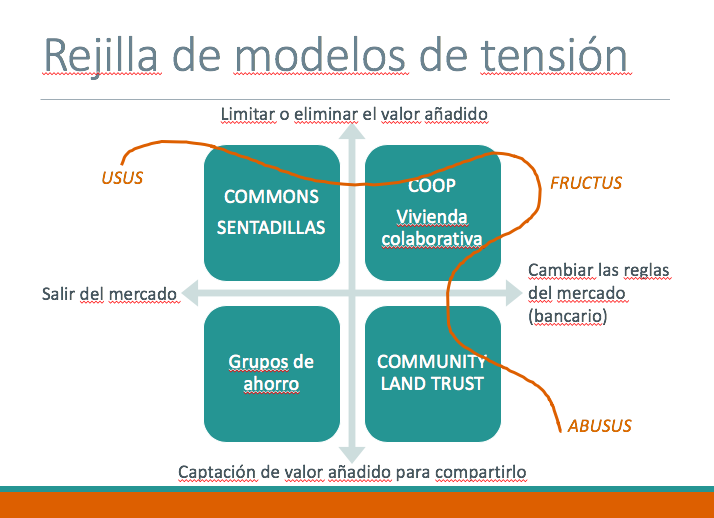 Rejilla de modelos de tensión
Limitar o eliminar el valor añadido
USUS
FRUCTUS
COMMONS
SENTADILLAS
COOP
Vivienda
colaborativa
Salir del mercado
Cambiar las reglas
del mercado
(bancario)
Grupos de
ahorro
COMMUNITY
LAND TRUST
ABUSUS
Captación de valor añadido para compartirlo